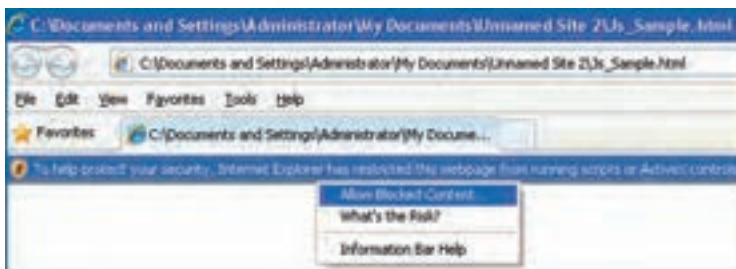 C:\Documents and Settings\Administrator\My Documents\Unnamed Site 2\Js_Sample.html
C:\Documents and Settings\Administrator\My Documents\Unnamed Site 2\Js_Sample.html
File Edit View Favorites Tools Help
Favorites C:\Documents and Settings\Administrator\My Docume...
To help protect your security, Internet Explorer has restricted this webpage from running scripts or ActiveX controls
Allow Blocked Content...
What's the Risk?
Information Bar Help